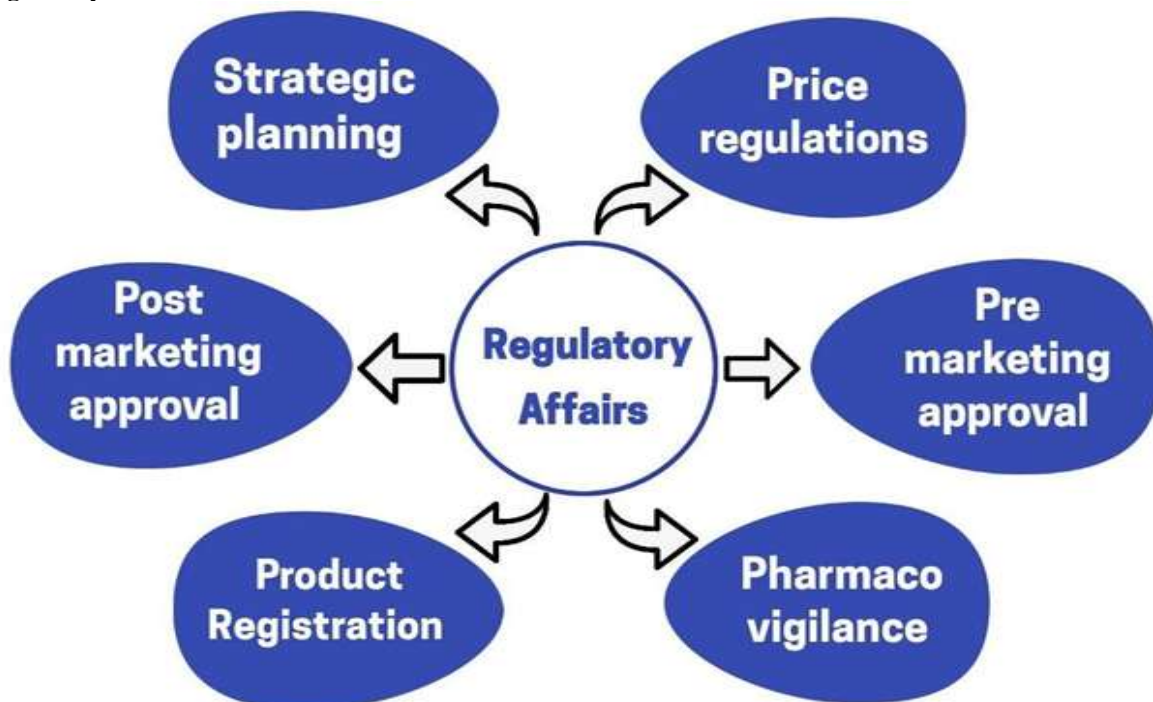 Strategic
planning
Price
regulations
Post
marketing
approval
Regulatory
Affairs
Pre
marketing
approval
Product
Registration
Pharmaco
vigilance